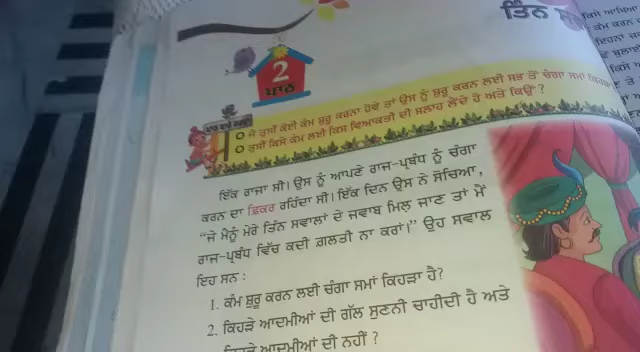 ਤਿੰਨ
2
ਪਾਠ
ਜੇ ਤੁਸੀਂ ਕੋਈ ਕੰਮ ਸ਼ੁਰੂ ਕਰਨਾ ਹੋਵੇ ਤਾਂ ਉਸ ਨੂੰ ਸ਼ੁਰੂ ਕਰਨ ਲਈ ਸਭ ਤੋਂ ਚੰਗਾ ਸਮਾਂ
ਤੁਸੀਂ ਕਿਸੇ ਕੰਮ ਲਈ ਕਿਸ ਵਿਅਕਤੀ ਦੀ ਸਲਾਹ ਲੈਂਦੇ ਹੋ ਅਤੇ ਕਿਉਂ ?
ਇੱਕ ਰਾਜਾ ਸੀ। ਉਸ ਨੂੰ ਆਪਣੇ ਰਾਜ-ਪ੍ਰਬੰਧ ਨੂੰ ਚੰਗਾ
ਕਰਨ ਦਾ ਫ਼ਿਕਰ ਰਹਿੰਦਾ ਸੀ। ਇੱਕ ਦਿਨ ਉਸ ਨੇ ਸੋਚਿਆ,
“ਜੇ ਮੈਨੂੰ ਮੇਰੇ ਤਿੰਨ ਸਵਾਲਾਂ ਦੇ ਜਵਾਬ ਮਿਲ਼ ਜਾਣ ਤਾਂ ਮੈਂ
ਰਾਜ-ਪ੍ਰਬੰਧ ਵਿੱਚ ਕਦੀ ਗ਼ਲਤੀ ਨਾ ਕਰਾਂ।” ਉਹ ਸਵਾਲ
ਇਹ ਸਨ :
1. ਕੰਮ ਸ਼ੁਰੂ ਕਰਨ ਲਈ ਚੰਗਾ ਸਮਾਂ ਕਿਹੜਾ ਹੈ?
2. ਕਿਹੜੇ ਆਦਮੀਆਂ ਦੀ ਗੱਲ ਸੁਣਨੀ ਚਾਹੀਦੀ ਹੈ ਅਤੇ
ਕਿਹੜੇ ਆਦਮੀਆਂ ਦੀ ਨਹੀਂ ?